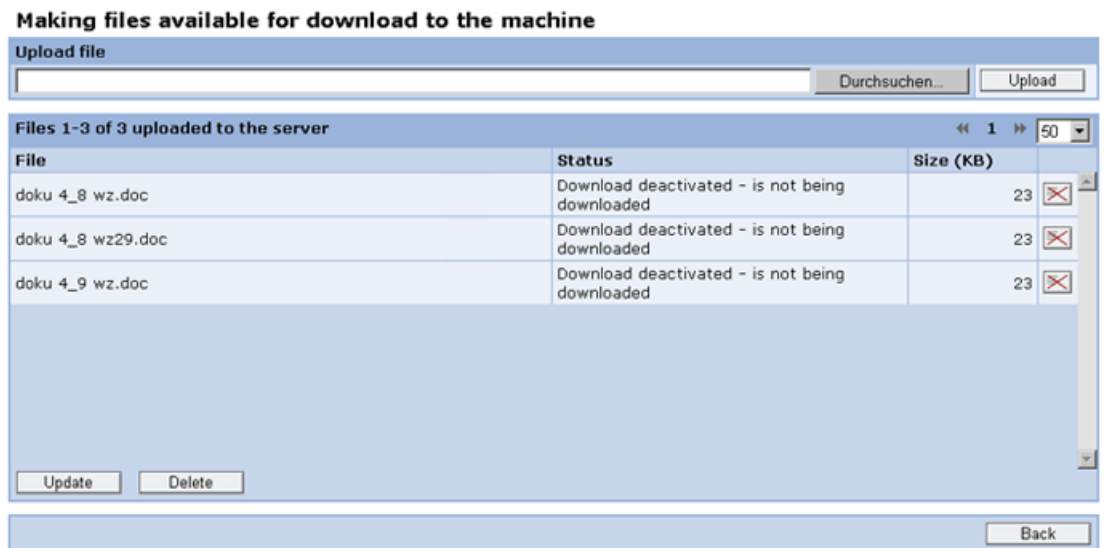 Making files available for download to the machine
Upload file
Durchsuchen... Upload
Files 1-3 of 3 uploaded to the server 1 50
File Status Size (KB)
doku 4_8 wz.doc Download deactivated - is not being downloaded 23
doku 4_8 wz29.doc Download deactivated - is not being downloaded 23
doku 4_9 wz.doc Download deactivated - is not being downloaded 23
Update Delete
Back